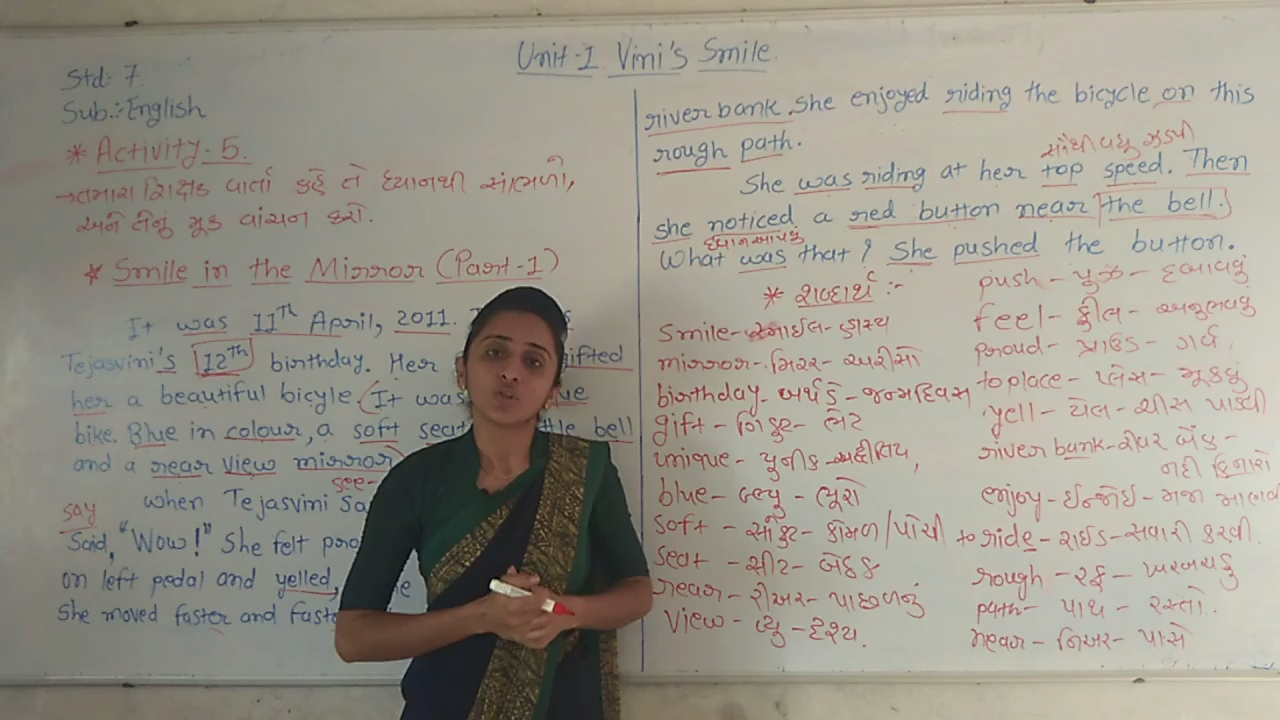 Unit-1 Vini's Smile
Std: 7.
Sub.: English
* Activity-5.
→ તમારા શિક્ષક વાર્તા કહે તે ધ્યાનથી સાંભળો,
અને તેનું મૂક વાંચન કરો.
* Smile in the Mirror (Part-1)
It was 11th April, 2011.
Tejasvini's 12th birthday. Her gifted
her a beautiful bicycle. It was
bike. Blue in colour, a soft seat bell
and a rear view mirror
see-
when Tejasvini
say
Said, "Wow!" She felt
on left pedal and yelled,
She moved faster and
river bank. She enjoyed riding the bicycle on this
rough path.
સૌથી વધુ ઝડપી
She was riding at her top speed. Then
she noticed a red button near the bell.
ધ્યાન આપવુ
What was that? She pushed the button.
* શબ્દાર્થ :-
smile - સ્માઈલ - હાસ્ય
mirror - મિરર - અરીસો
birthday - બર્થડે - જન્મદિવસ
gift - ગિફ્ટ - ભેટ
unique - યુનીક - અદ્વિતિય,
blue - બ્લ્યુ - ભૂરો
soft - સૉફ્ટ - કોમળ/પોચી
seat - સીટ - બેઠક
rear - રીઅર - પાછળનું
view - વ્યુ - દૃશ્ય.
push - પુશ - દબાવવું
feel - ફીલ - અનુભવવુ
proud - પ્રાઉડ - ગર્વ
to place - પ્લેસ - મૂકવુ
yell - યેલ - ચીસ પાડવી
river bank - રીવર બેંક -
નદી કિનારો
enjoy - ઈન્જોઈ - મજા
to ride - રાઈડ - સવારી કરવી.
rough - રફ - ખરબચડુ
path - પાથ - રસ્તો.
near - નિઅર - પાસે